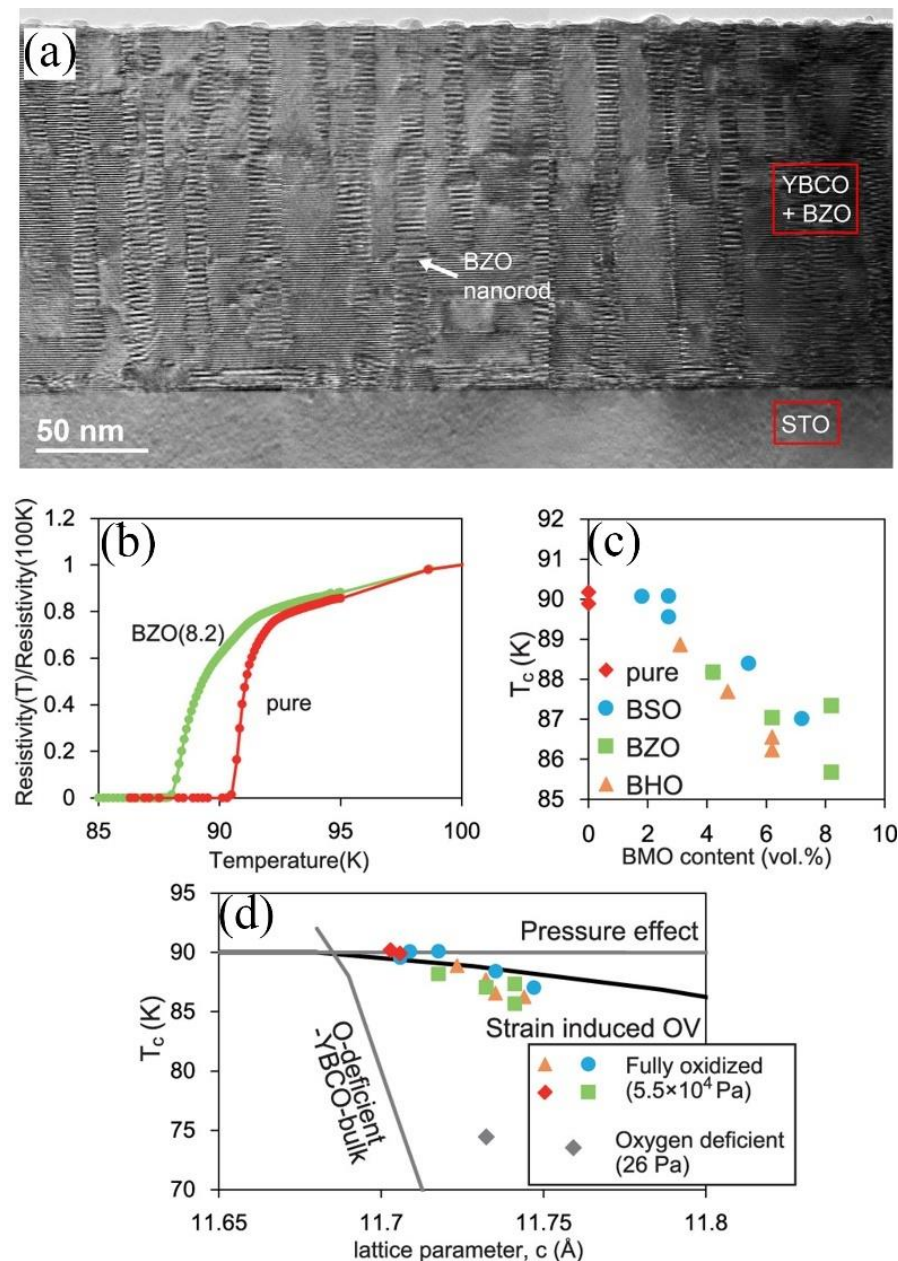 (a)
YBCO
+ BZO
BZO
nanorod
50 nm
STO
(b)
Resistivity(T)/Resistivity(100K)
1.2
1
0.8
0.6
0.4
0.2
0
BZO(8.2)
pure
85
90
95
100
Temperature(K)
(c)
Tc (K)
92
91
90
89
88
87
86
85
pure
BSO
BZO
BHO
0
2
4
6
8
10
BMO content (vol.%)
(d)
Tc (K)
95
90
85
80
75
70
Pressure effect
Strain induced OV
O-deficient
-YBCO-bulk
Fully oxidized
(5.5×10⁴ Pa)
Oxygen deficient
(26 Pa)
11.65
11.7
11.75
11.8
lattice parameter, c (Å)